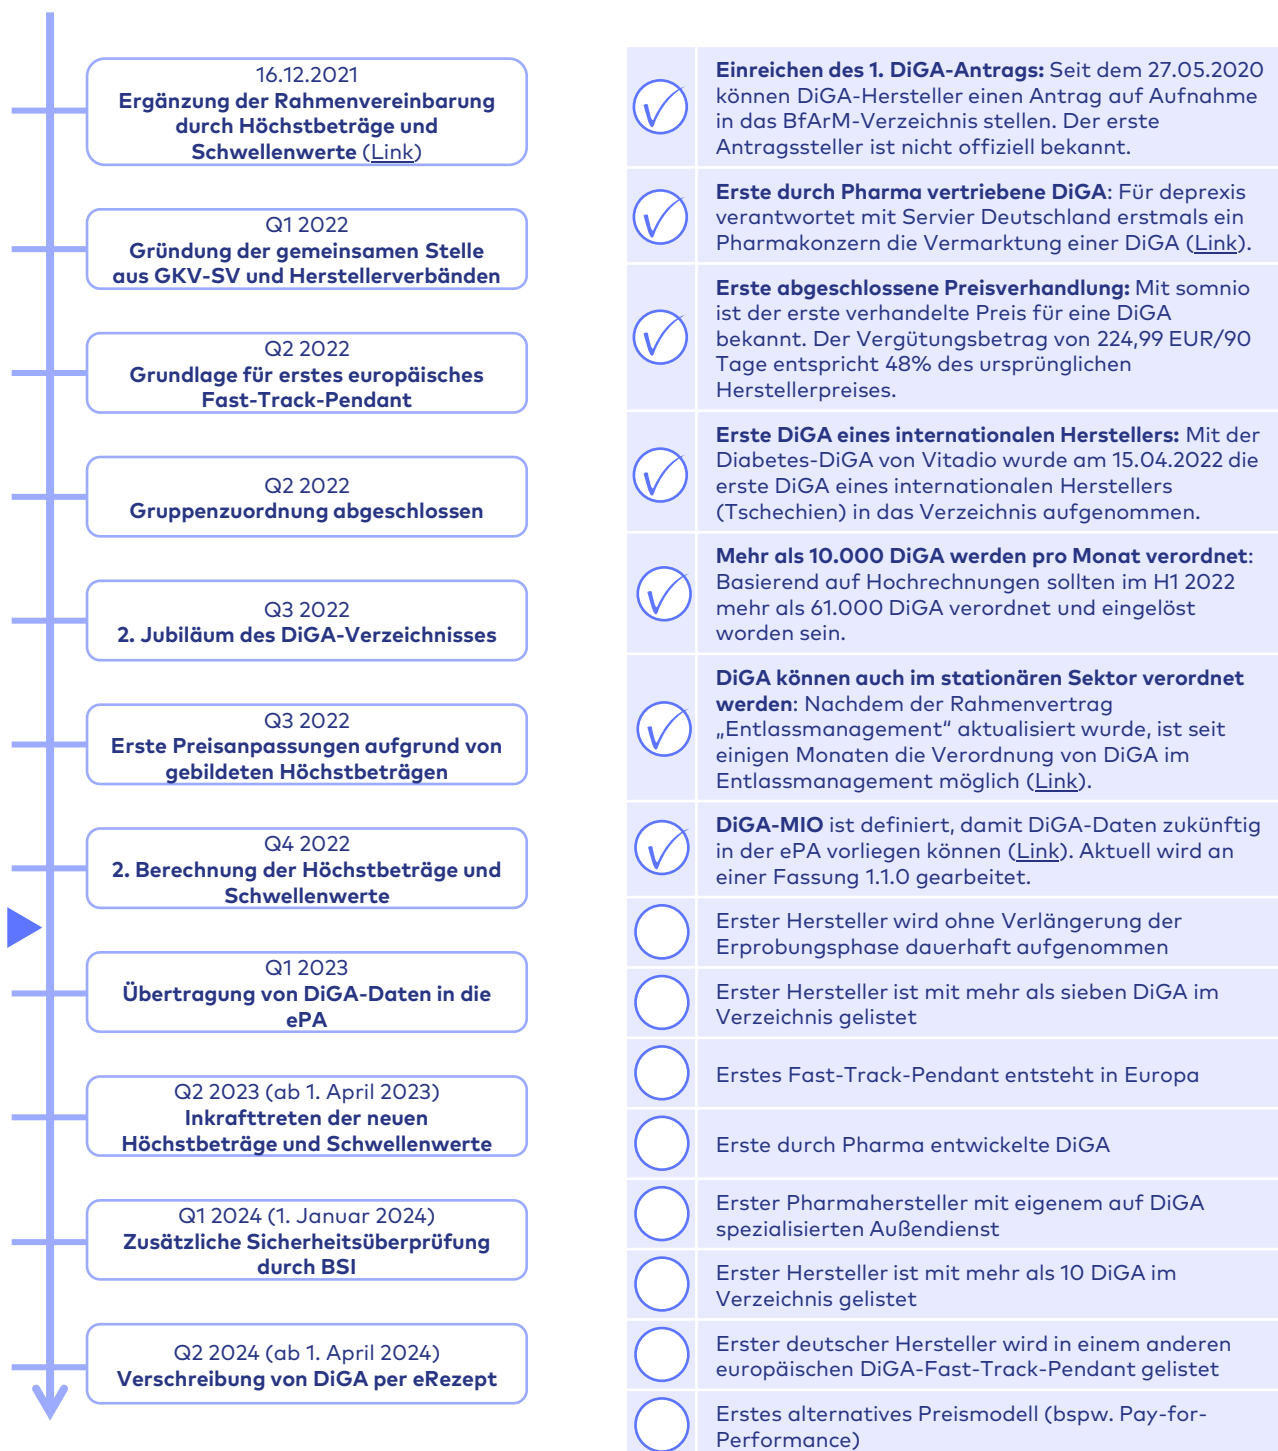 16.12.2021
Ergänzung der Rahmenvereinbarung
durch Höchstbeträge und
Schwellenwerte (Link)
Q1 2022
Gründung der gemeinsamen Stelle
aus GKV-SV und Herstellerverbänden
Q2 2022
Grundlage für erstes europäisches
Fast-Track-Pendant
Q2 2022
Gruppenzuordnung abgeschlossen
Q3 2022
2. Jubiläum des DiGA-Verzeichnisses
Q3 2022
Erste Preisanpassungen aufgrund von
gebildeten Höchstbeträgen
Q4 2022
2. Berechnung der Höchstbeträge und
Schwellenwerte
Q1 2023
Übertragung von DiGA-Daten in die
ePA
Q2 2023 (ab 1. April 2023)
Inkrafttreten der neuen
Höchstbeträge und Schwellenwerte
Q1 2024 (1. Januar 2024)
Zusätzliche Sicherheitsüberprüfung
durch BSI
Q2 2024 (ab 1. April 2024)
Verschreibung von DiGA per eRezept
Einreichen des 1. DiGA-Antrags: Seit dem 27.05.2020
können DiGA-Hersteller einen Antrag auf Aufnahme
in das BfArM-Verzeichnis stellen. Der erste
Antragssteller ist nicht offiziell bekannt.
Erste durch Pharma vertriebene DiGA: Für deprexis
verantwortet mit Servier Deutschland erstmals ein
Pharmakonzern die Vermarktung einer DiGA (Link).
Erste abgeschlossene Preisverhandlung: Mit somnio
ist der erste verhandelte Preis für eine DiGA
bekannt. Der Vergütungsbetrag von 224,99 EUR/90
Tage entspricht 48% des ursprünglichen
Herstellerpreises.
Erste DiGA eines internationalen Herstellers: Mit der
Diabetes-DiGA von Vitadio wurde am 15.04.2022 die
erste DiGA eines internationalen Herstellers
(Tschechien) in das Verzeichnis aufgenommen.
Mehr als 10.000 DiGA werden pro Monat verordnet:
Basierend auf Hochrechnungen sollten im H1 2022
mehr als 61.000 DiGA verordnet und eingelöst
worden sein.
DiGA können auch im stationären Sektor verordnet
werden: Nachdem der Rahmenvertrag
„Entlassmanagement“ aktualisiert wurde, ist seit
einigen Monaten die Verordnung von DiGA im
Entlassmanagement möglich (Link).
DiGA-MIO ist definiert, damit DiGA-Daten zukünftig
in der ePA vorliegen können (Link). Aktuell wird an
einer Fassung 1.1.0 gearbeitet.
Erster Hersteller wird ohne Verlängerung der
Erprobungsphase dauerhaft aufgenommen
Erster Hersteller ist mit mehr als sieben DiGA im
Verzeichnis gelistet
Erstes Fast-Track-Pendant entsteht in Europa
Erste durch Pharma entwickelte DiGA
Erster Pharmahersteller mit eigenem auf DiGA
spezialisierten Außendienst
Erster Hersteller ist mit mehr als 10 DiGA im
Verzeichnis gelistet
Erster deutscher Hersteller wird in einem anderen
europäischen DiGA-Fast-Track-Pendant gelistet
Erstes alternatives Preismodell (bspw. Pay-for-
Performance)